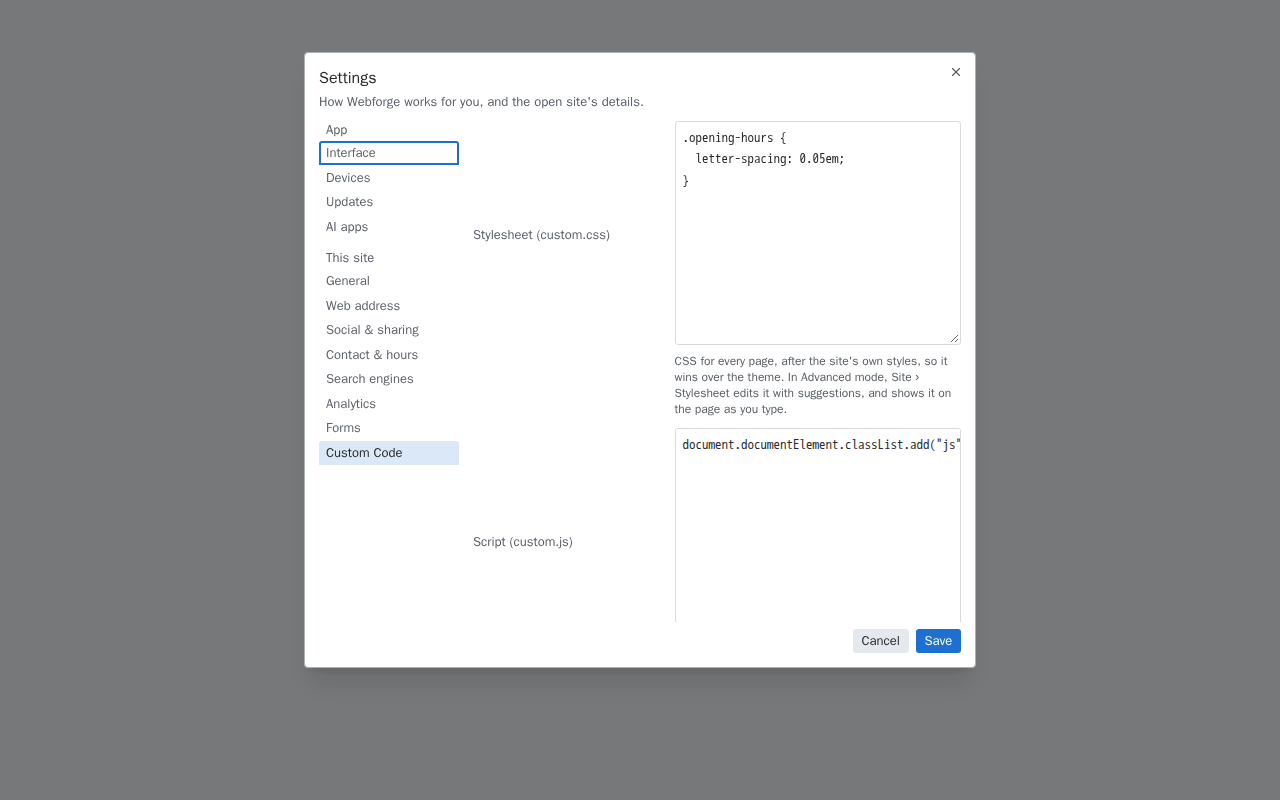 Settings
How Webforge works for you, and the open site's details.
App
Interface
Devices
Updates
AI apps
This site
General
Web address
Social & sharing
Contact & hours
Search engines
Analytics
Forms
Custom Code
Stylesheet (custom.css)
.opening-hours {
  letter-spacing: 0.05em;
}
CSS for every page, after the site's own styles, so it
wins over the theme. In Advanced mode, Site ›
Stylesheet edits it with suggestions, and shows it on
the page as you type.
Script (custom.js)
document.documentElement.classList.add("js"
Cancel
Save